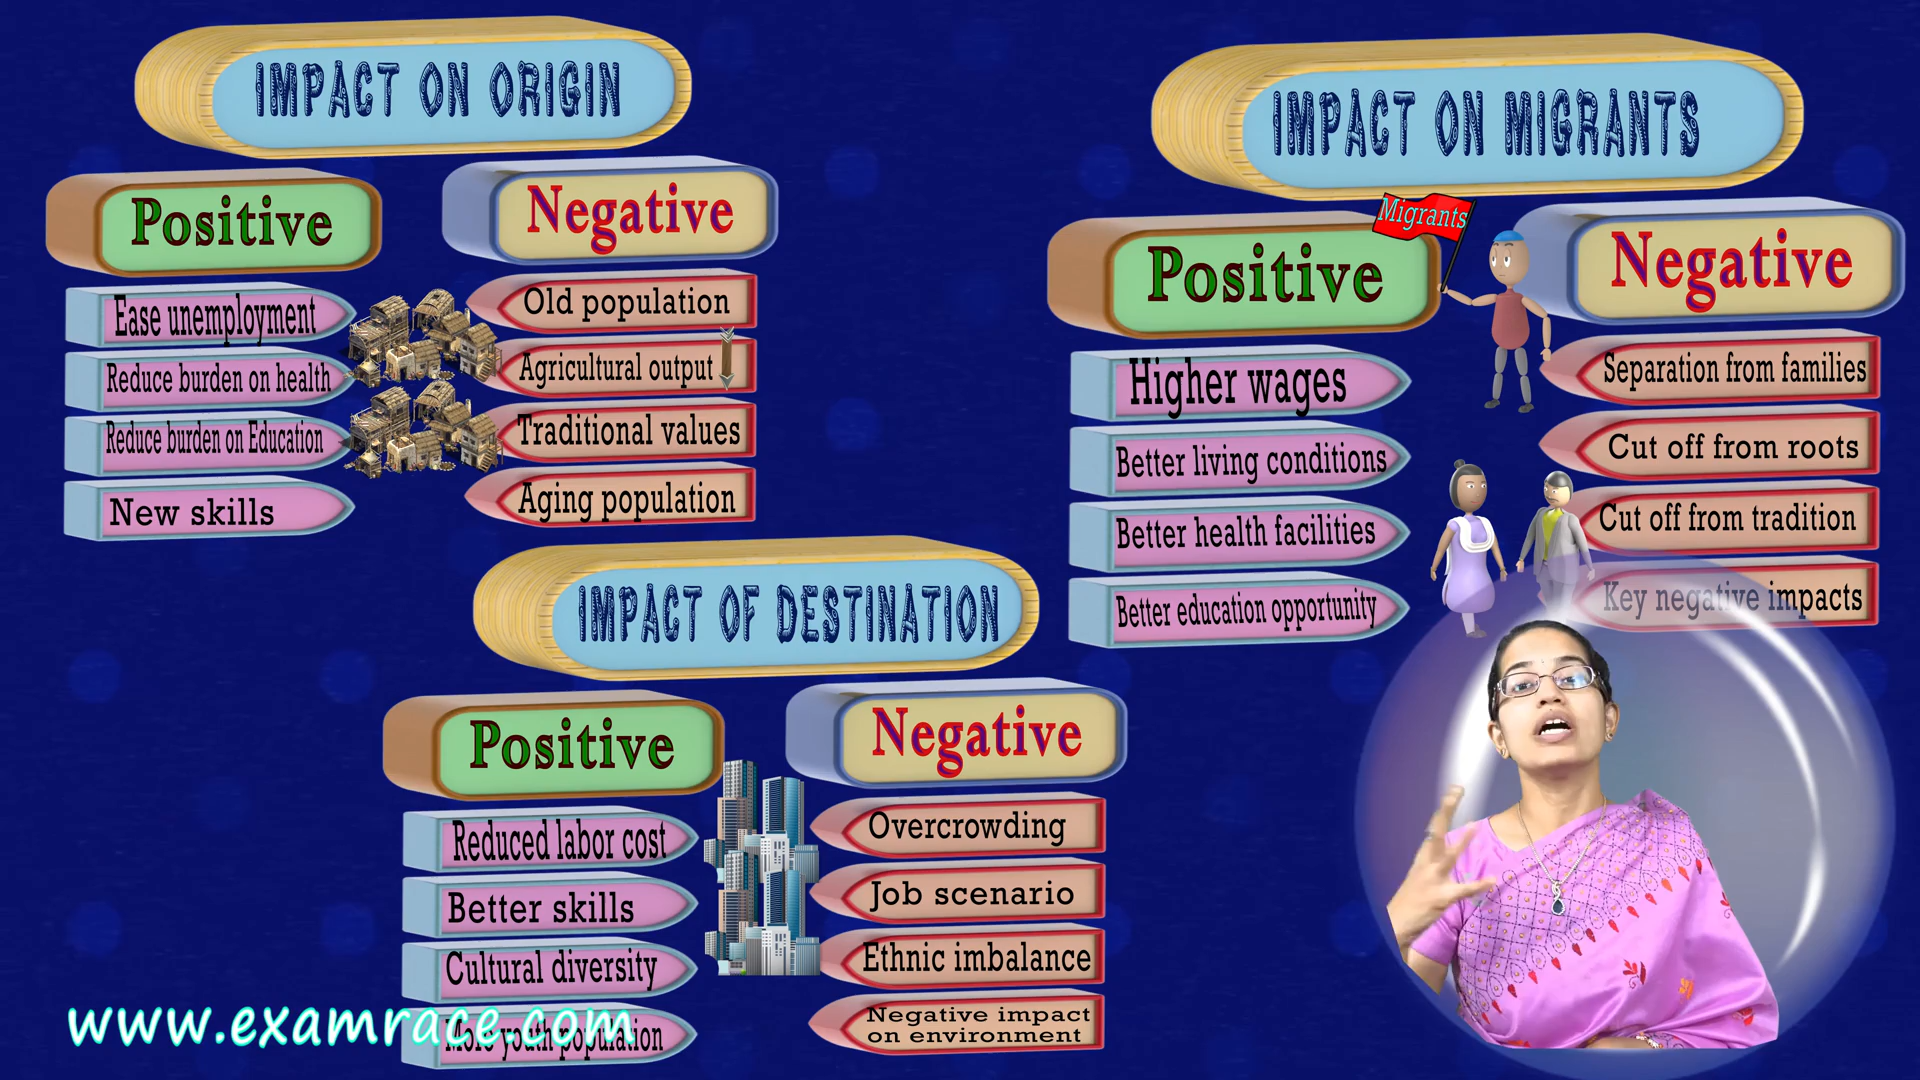 IMPACT ON ORIGIN
Positive
Ease unemployment
Reduce burden on health
Reduce burden on Education
New skills
Negative
Old population
Agricultural output
Traditional values
Aging population
IMPACT ON MIGRANTS
Migrants
Positive
Higher wages
Better living conditions
Better health facilities
Better education opportunity
Negative
Separation from families
Cut off from roots
Cut off from tradition
Key negative impacts
IMPACT OF DESTINATION
Positive
Reduced labor cost
Better skills
Cultural diversity
More youth population
Negative
Overcrowding
Job scenario
Ethnic imbalance
Negative impact
on environment
www.examrace.com